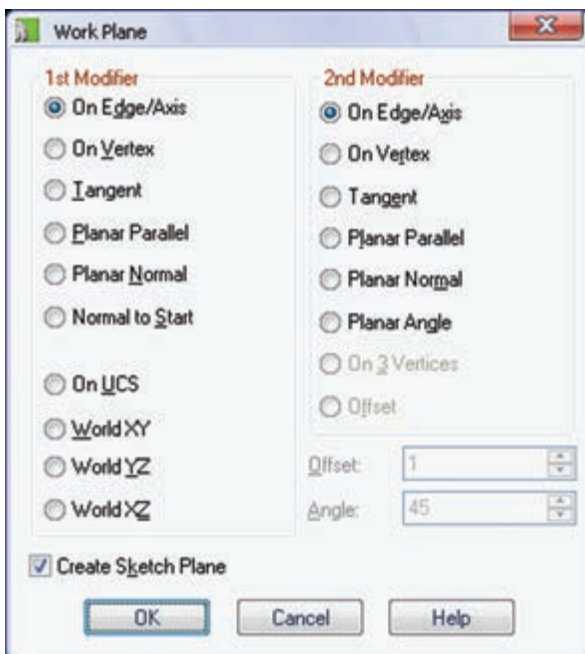 Work Plane
1st Modifier
On Edge/Axis
On Vertex
Tangent
Planar Parallel
Planar Normal
Normal to Start
On UCS
World XY
World YZ
World XZ
2nd Modifier
On Edge/Axis
On Vertex
Tangent
Planar Parallel
Planar Normal
Planar Angle
On 3 Vertices
Offset
Offset: 1
Angle: 45
Create Sketch Plane
OK Cancel Help